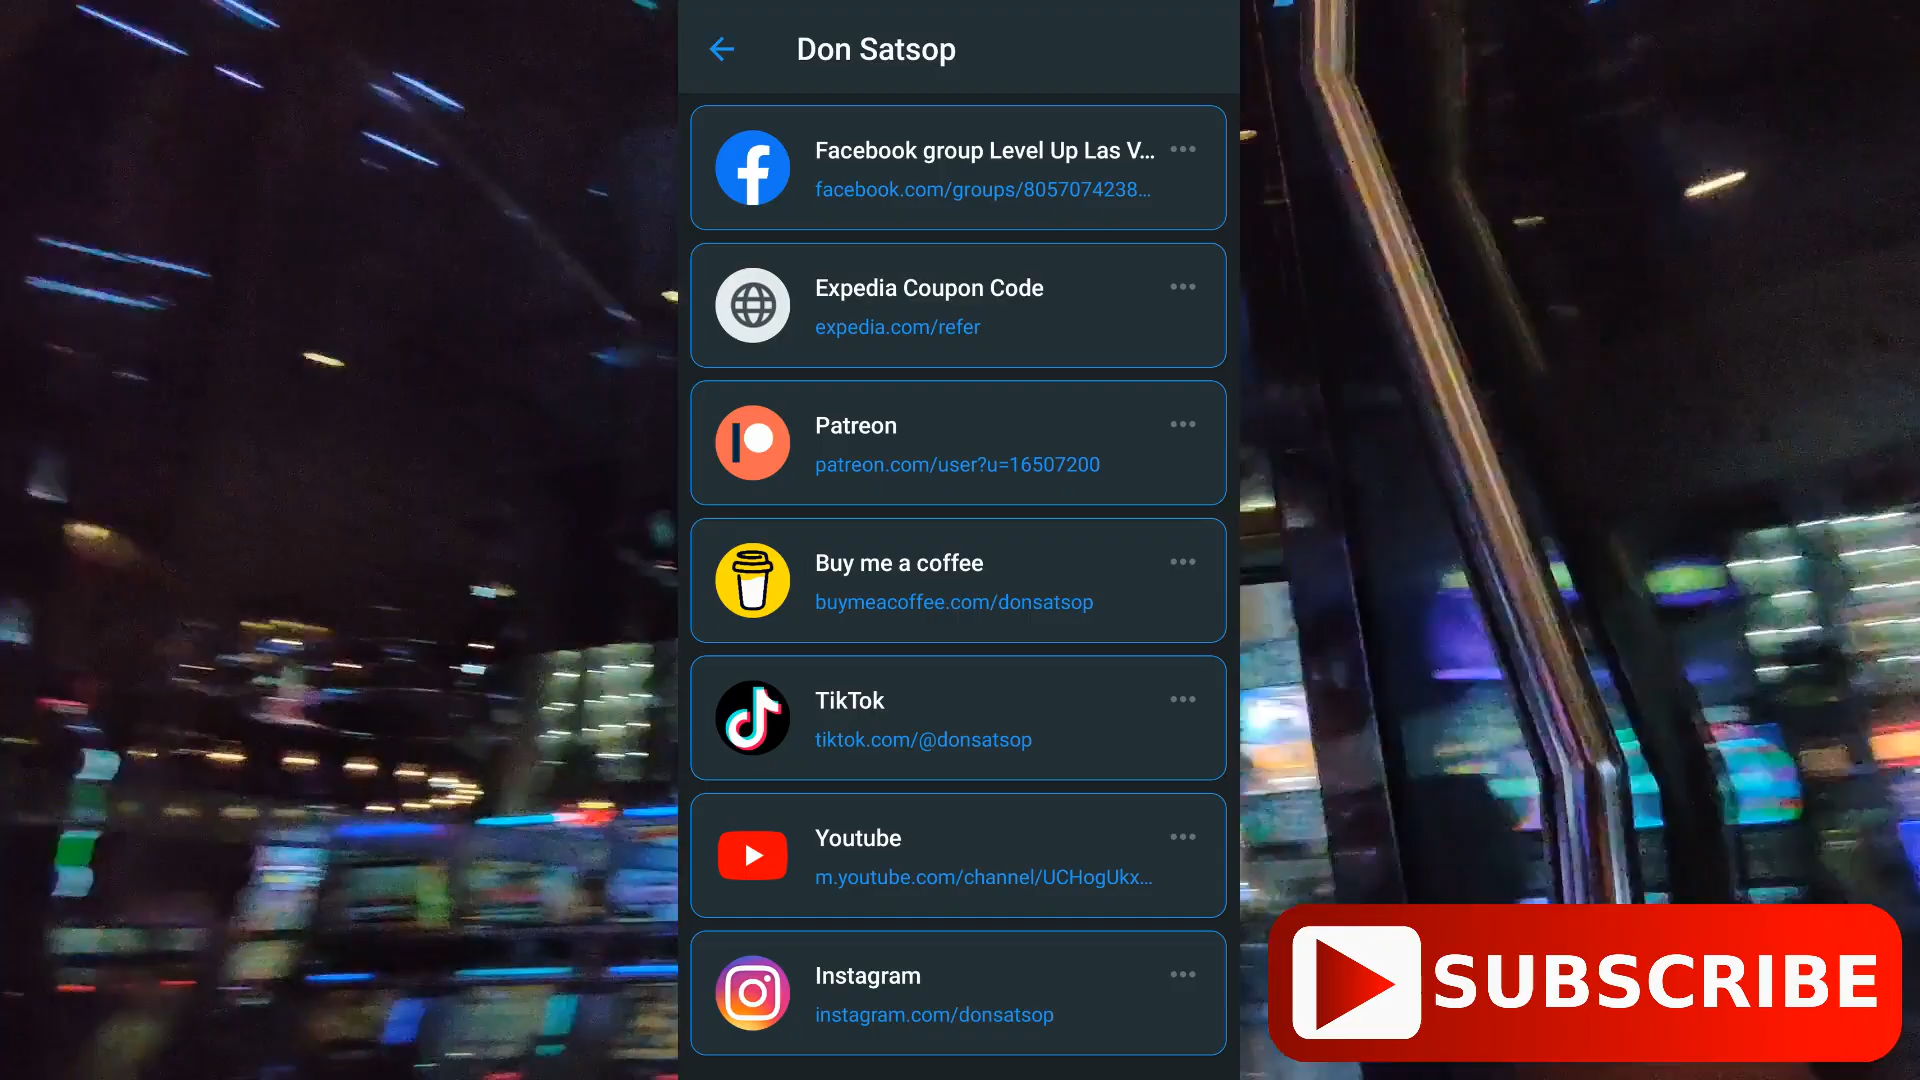 Don Satsop
Facebook group Level Up Las V...
facebook.com/groups/8057074238...
Expedia Coupon Code
expedia.com/refer
Patreon
patreon.com/user?u=16507200
Buy me a coffee
buymeacoffee.com/donsatsop
TikTok
tiktok.com/@donsatsop
Youtube
m.youtube.com/channel/UCHogUkx...
Instagram
instagram.com/donsatsop
SUBSCRIBE